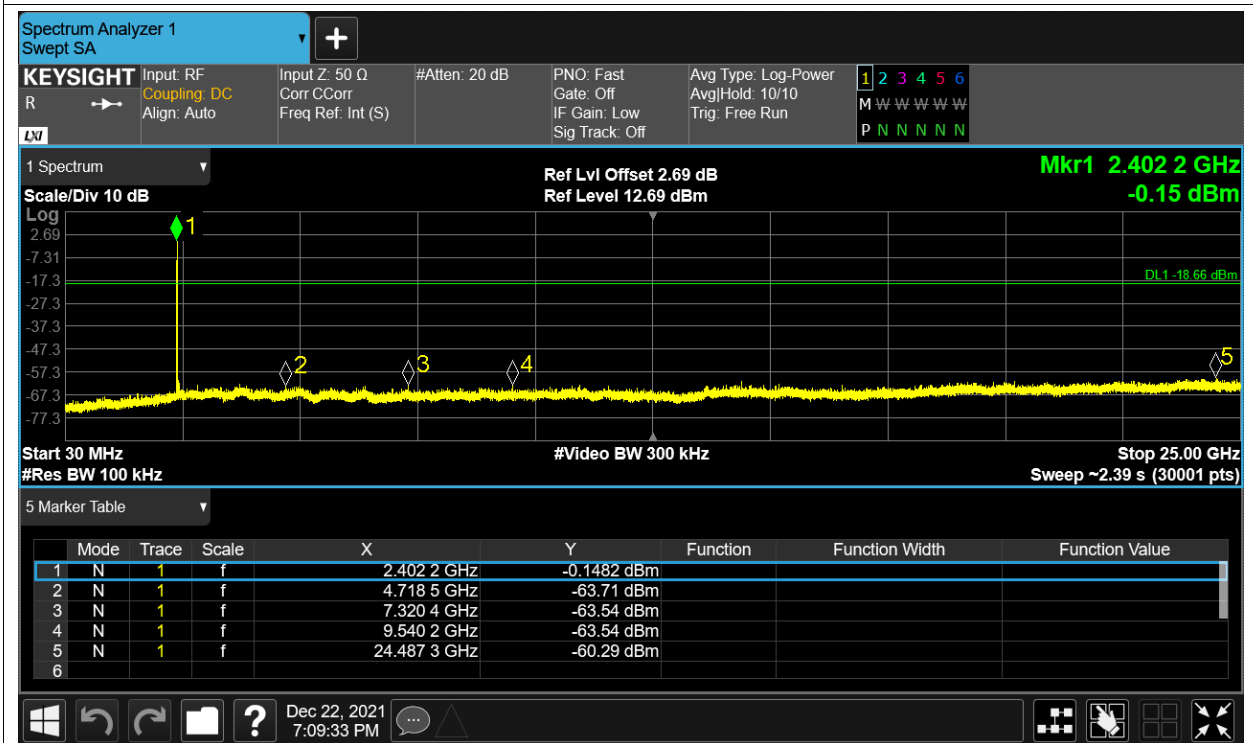 Spectrum Analyzer 1
Swept SA
KEYSIGHT Input: RF Input Z: 50 Ω #Atten: 20 dB PNO: Fast Avg Type: Log-Power 1 2 3 4 5 6
R Coupling: DC Corr CCorr Gate: Off Avg|Hold: 10/10 M W W W W W
Align: Auto Freq Ref: Int (S) IF Gain: Low Trig: Free Run
LXI Sig Track: Off P N N N N N
1 Spectrum Ref Lvl Offset 2.69 dB Mkr1 2.402 2 GHz
Scale/Div 10 dB Ref Level 12.69 dBm -0.15 dBm
Log
1
2.69
-7.31
-17.3 DL1 -18.66 dBm
-27.3
-37.3
-47.3
2 3 4 5
-57.3
-67.3
-77.3
Start 30 MHz #Video BW 300 kHz Stop 25.00 GHz
#Res BW 100 kHz Sweep ~2.39 s (30001 pts)
5 Marker Table
Mode Trace Scale X Y Function Function Width Function Value
1 N 1 f 2.402 2 GHz -0.1482 dBm
2 N 1 f 4.718 5 GHz -63.71 dBm
3 N 1 f 7.320 4 GHz -63.54 dBm
4 N 1 f 9.540 2 GHz -63.54 dBm
5 N 1 f 24.487 3 GHz -60.29 dBm
6
? Dec 22, 2021
7:09:33 PM